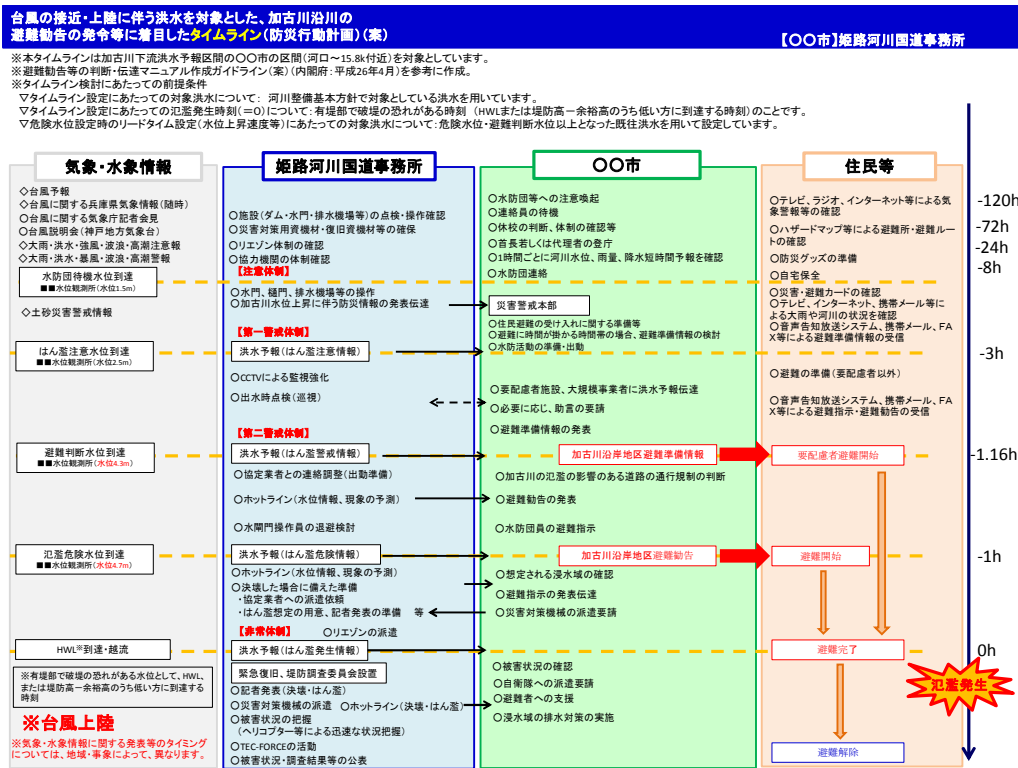 台風の接近・上陸に伴う洪水を対象とした、加古川沿川の
避難勧告の発令等に着目したタイムライン(防災行動計画)(案)
【〇〇市】姫路河川国道事務所
※本タイムラインは加古川下流洪水予報区間の〇〇市の区間(河口～15.8k付近)を対象としています。
※避難勧告等の判断・伝達マニュアル作成ガイドライン(案)(内閣府:平成26年4月)を参考に作成。
※タイムライン検討にあたっての前提条件
▽タイムライン設定にあたっての対象洪水について: 河川整備基本方針で対象としている洪水を用いています。
▽タイムライン設定にあたっての氾濫発生時刻(=0)について:有堤部で破堤の恐れがある時刻 (HWLまたは堤防高－余裕高のうち低い方に到達する時刻)のことです。
▽危険水位設定時のリードタイム設定(水位上昇速度等)にあたっての対象洪水について:危険水位・避難判断水位以上となった既往洪水を用いて設定しています。
気象・水象情報
◇台風予報
◇台風に関する兵庫県気象情報(随時)
〇台風に関する気象庁記者会見
〇台風説明会(神戸地方気象台)
◇大雨・洪水・強風・波浪・高潮注意報
◇大雨・洪水・暴風・波浪・高潮警報
水防団待機水位到達
■■水位観測所(水位1.5m)
◇土砂災害警戒情報
はん濫注意水位到達
■■水位観測所(水位2.5m)
避難判断水位到達
■■水位観測所(水位4.3m)
氾濫危険水位到達
■■水位観測所(水位4.7m)
HWL※到達・越流
※有堤部で破堤の恐れがある水位として、HWL、
または堤防高－余裕高のうち低い方に到達する
時刻
※台風上陸
※気象・水象情報に関する発表等のタイミング
については、地域・事象によって、異なります。
姫路河川国道事務所
〇施設(ダム・水門・排水機場等)の点検・操作確認
〇災害対策用資機材・復旧資機材等の確保
〇リエゾン体制の確認
〇協力機関の体制確認
【注意体制】
〇水門、樋門、排水機場等の操作
〇加古川水位上昇に伴う防災情報の発表伝達
【第一警戒体制】
洪水予報(はん濫注意情報)
〇CCTVによる監視強化
〇出水時点検(巡視)
【第二警戒体制】
洪水予報(はん濫警戒情報)
〇協定業者との連絡調整(出動準備)
〇ホットライン(水位情報、現象の予測)
〇水閘門操作員の退避検討
洪水予報(はん濫危険情報)
〇ホットライン(水位情報、現象の予測)
〇決壊した場合に備えた準備
・協定業者への派遣依頼
・はん濫想定の用意、記者発表の準備 等
【非常体制】 〇リエゾンの派遣
洪水予報(はん濫発生情報)
緊急復旧、堤防調査委員会設置
〇記者発表(決壊・はん濫)
〇災害対策機械の派遣 〇ホットライン(決壊・はん濫)
〇被害状況の把握
(ヘリコプター等による迅速な状況把握)
〇TEC-FORCEの活動
〇被害状況・調査結果等の公表
〇〇市
〇水防団等への注意喚起
〇連絡員の待機
〇休校の判断、体制の確認等
〇首長若しくは代理者の登庁
〇1時間ごとに河川水位、雨量、降水短時間予報を確認
〇水防団連絡
災害警戒本部
〇住民避難の受け入れに関する準備等
〇避難に時間が掛かる時間帯の場合、避難準備情報の検討
〇水防活動の準備・出動
〇要配慮者施設、大規模事業者に洪水予報伝達
〇必要に応じ、助言の要請
〇避難準備情報の発表
加古川沿岸地区避難準備情報
〇加古川の氾濫の影響のある道路の通行規制の判断
〇避難勧告の発表
〇水防団員の避難指示
加古川沿岸地区避難勧告
〇想定される浸水域の確認
〇避難指示の発表伝達
〇災害対策機械の派遣要請
〇被害状況の確認
〇自衛隊への派遣要請
〇避難者への支援
〇浸水域の排水対策の実施
住民等
〇テレビ、ラジオ、インターネット等による気
象警報等の確認
〇ハザードマップ等による避難所・避難ルー
トの確認
〇防災グッズの準備
〇自宅保全
〇災害・避難カードの確認
〇テレビ、インターネット、携帯メール等に
よる大雨や河川の状況を確認
〇音声告知放送システム、携帯メール、FA
X等による避難準備情報の受信
〇避難の準備(要配慮者以外)
〇音声告知放送システム、携帯メール、FA
X等による避難指示・避難勧告の受信
要配慮者避難開始
避難開始
避難完了
避難解除
-120h
-72h
-24h
-8h
-3h
-1.16h
-1h
0h
氾濫発生